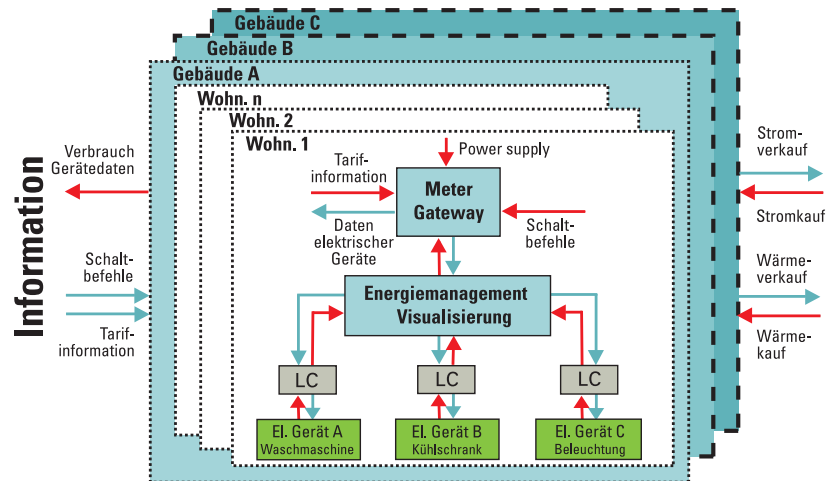 Gebäude C
Gebäude B
Gebäude A
Wohn. n
Wohn. 2
Wohn. 1
Information
Verbrauch
Gerätedaten
Schalt-
befehle
Tarif-
information
Power supply
Tarif-
information
Meter
Gateway
Daten
elektrischer
Geräte
Schalt-
befehle
Energiemanagement
Visualisierung
LC
LC
LC
El. Gerät A
Waschmaschine
El. Gerät B
Kühlschrank
El. Gerät C
Beleuchtung
Strom-
verkauf
Stromkauf
Wärme-
verkauf
Wärme-
kauf